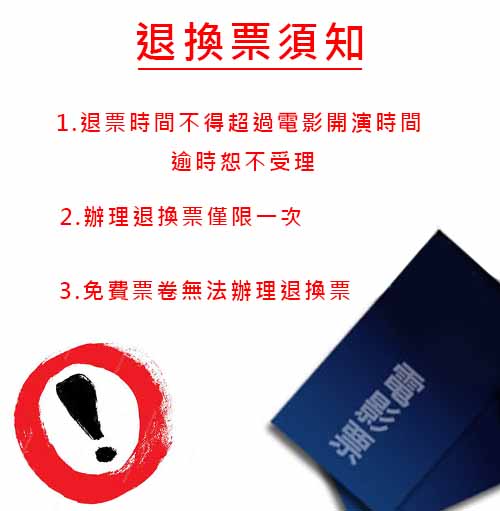 退換票須知
1.退票時間不得超過電影開演時間
逾時恕不受理
2.辦理退換票僅限一次
3.免費票卷無法辦理退換票
電影票